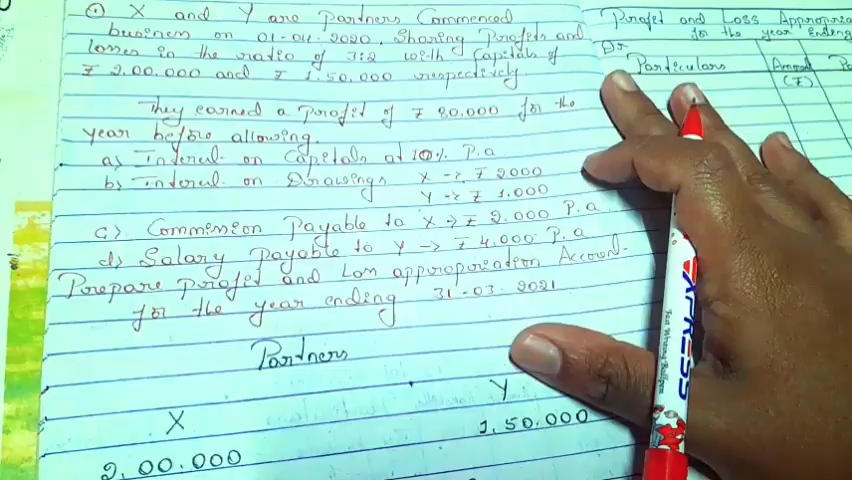 ① X and Y are Partners Commenced
business on 01-04-2020. Sharing Profits and
losses in the ratio of 3:2 with Capitals of
₹ 2,00.000 and ₹ 1.50.000 respectively
They earned a profit of ₹ 80.000 for the
year before allowing.
a) Interest on Capitals at 10% P.a
b) Interest on Drawings X → ₹ 2000
Y → ₹ 1.000
c) Commission Payable to X → ₹ 2.000 P.a
d) Salary Payable to Y → ₹ 4.000 P.a
Prepare profit and Loss appropriation Account
for the year ending 31-03-2021
Partners
X Y
2,00.000 1,50.000
Profit and Loss Appropria
for the year Ending
Dr
Particulars Amount
(₹)
XPRESS